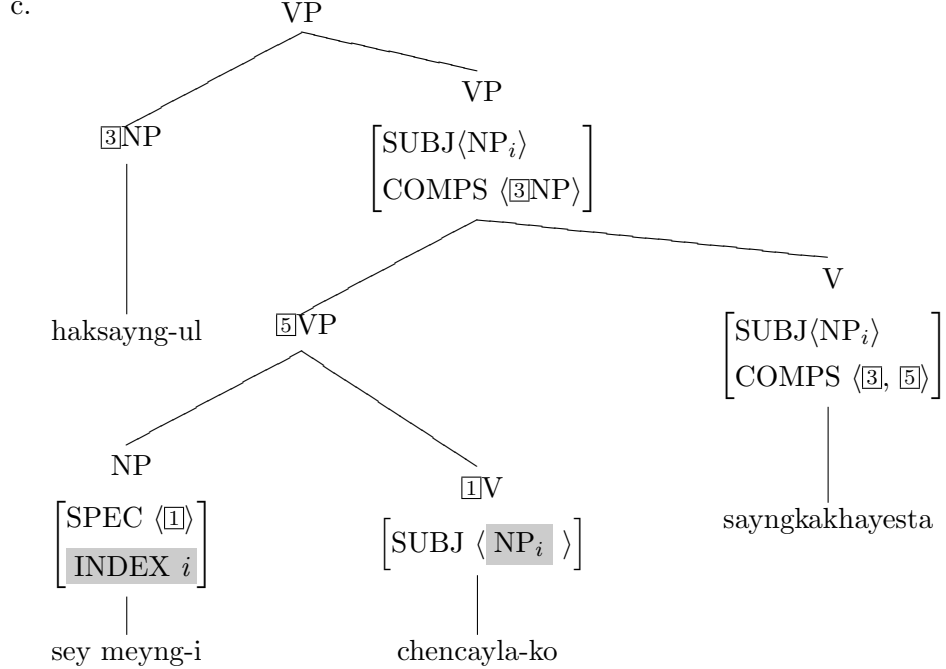 c.
VP
3NP
VP
[SUBJ⟨NP_i⟩
COMPS ⟨3NP⟩]
haksayng-ul
5VP
V
[SUBJ⟨NP_i⟩
COMPS ⟨3, 5⟩]
NP
[SPEC ⟨1⟩
INDEX i]
1V
[SUBJ ⟨ NP_i ⟩]
sayngkakhayesta
sey meyng-i
chencayla-ko